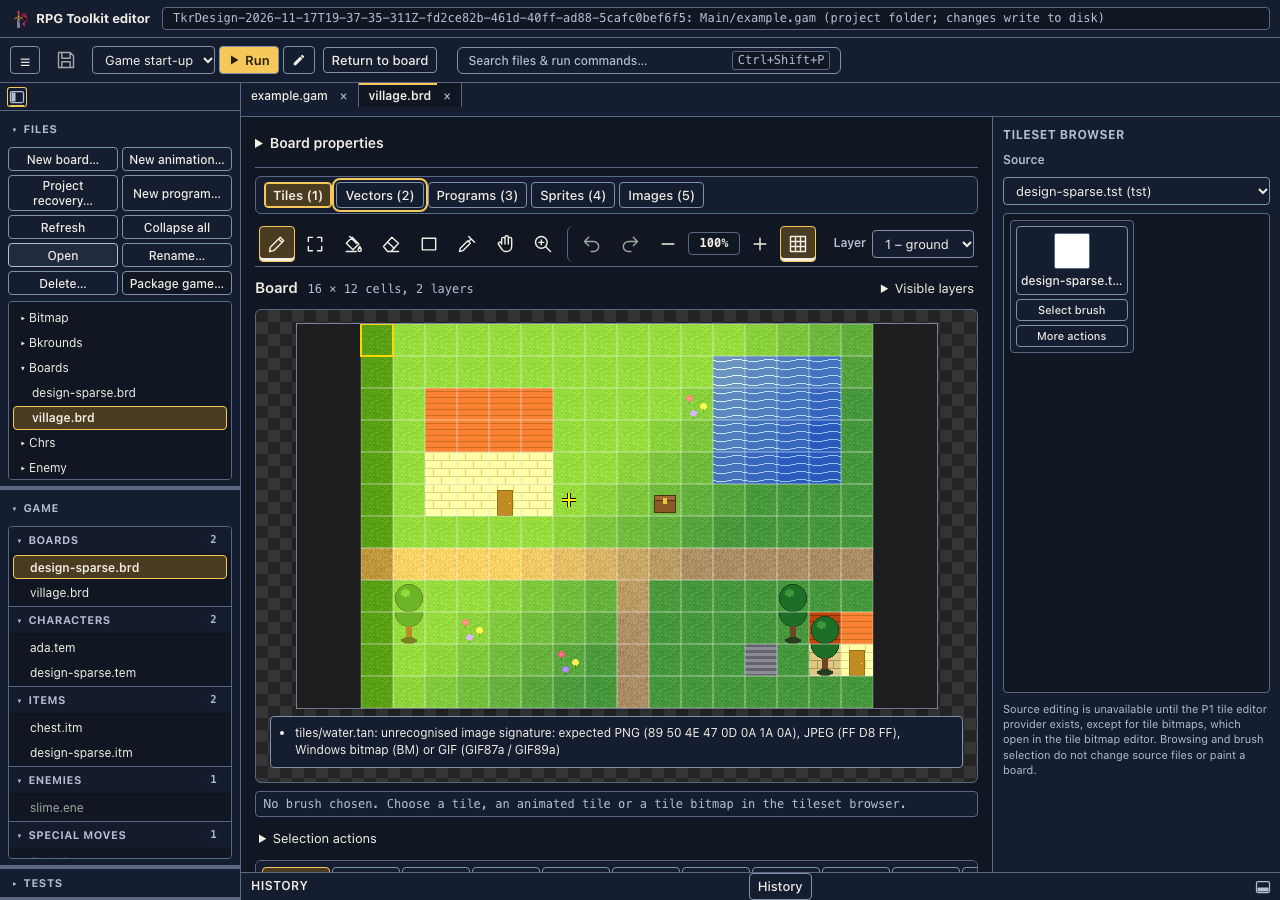 RPG Toolkit editor
TkrDesign-2026-11-17T19-37-35-311Z-fd2ce82b-461d-40ff-ad88-5cafc0bef6f5: Main/example.gam (project folder; changes write to disk)
Game start-up
Run
Return to board
Search files & run commands...
Ctrl+Shift+P
example.gam ×
village.brd ×
FILES
New board...
New animation...
Project recovery...
New program...
Refresh
Collapse all
Open
Rename...
Delete...
Package game...
Bitmap
Bkrounds
Boards
design-sparse.brd
village.brd
Chrs
Enemy
GAME
BOARDS 2
design-sparse.brd
village.brd
CHARACTERS 2
ada.tem
design-sparse.tem
ITEMS 2
chest.itm
design-sparse.itm
ENEMIES 1
slime.ene
SPECIAL MOVES 1
TESTS
Board properties
Tiles (1)
Vectors (2)
Programs (3)
Sprites (4)
Images (5)
100%
Layer
1 – ground
Board 16 × 12 cells, 2 layers
Visible layers
• tiles/water.tan: unrecognised image signature: expected PNG (89 50 4E 47 0D 0A 1A 0A), JPEG (FF D8 FF),
Windows bitmap (BM) or GIF (GIF87a / GIF89a)
No brush chosen. Choose a tile, an animated tile or a tile bitmap in the tileset browser.
Selection actions
HISTORY
History
TILESET BROWSER
Source
design-sparse.tst (tst)
design-sparse.t...
Select brush
More actions
Source editing is unavailable until the P1 tile editor
provider exists, except for tile bitmaps, which
open in the tile bitmap editor. Browsing and brush
selection do not change source files or paint a
board.